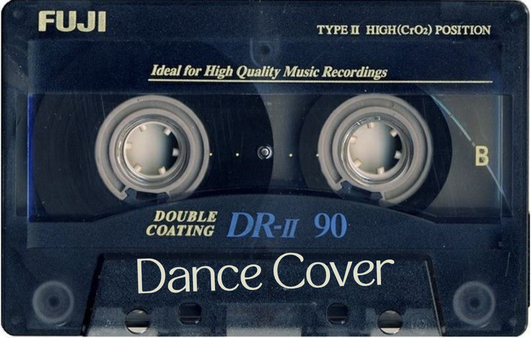 FUJI
TYPE II HIGH(CrO2) POSITION
Ideal for High Quality Music Recordings
B
DOUBLE
COATING
DR-II 90
Dance Cover